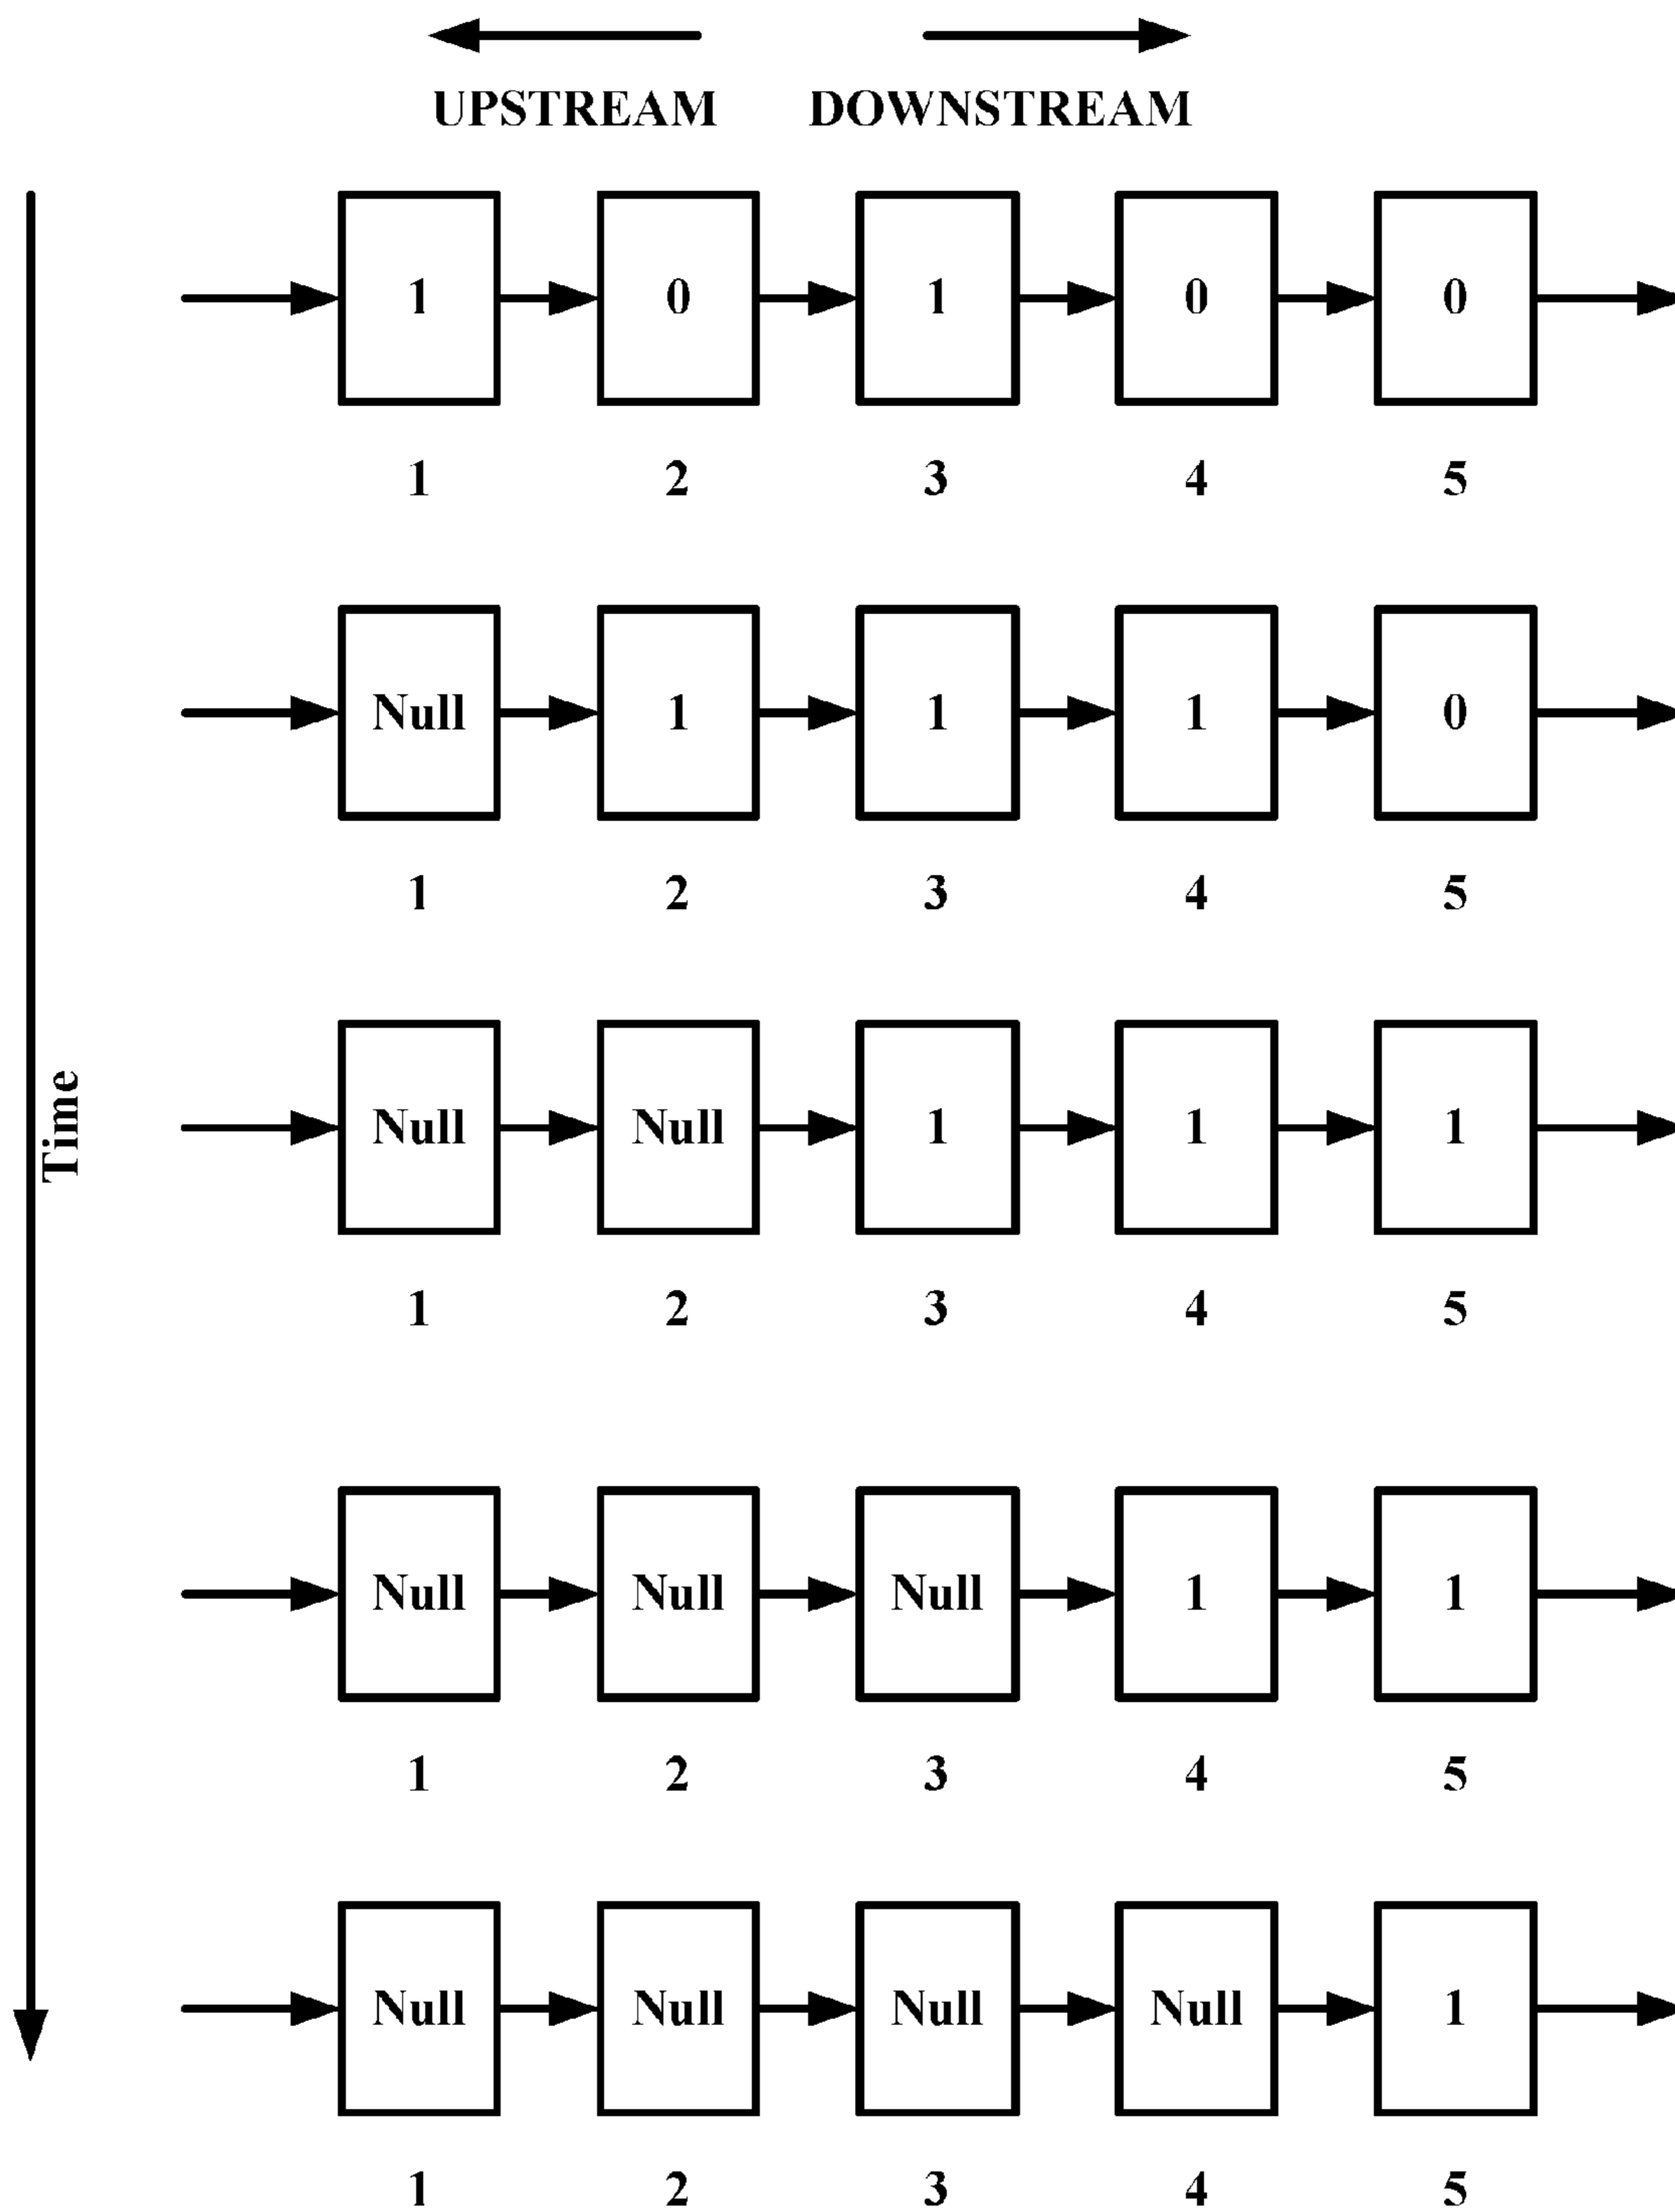 UPSTREAM DOWNSTREAM
1 0 1 0 0
1 2 3 4 5
Null 1 1 1 0
1 2 3 4 5
Time
Null Null 1 1 1
1 2 3 4 5
Null Null Null 1 1
1 2 3 4 5
Null Null Null Null 1
1 2 3 4 5